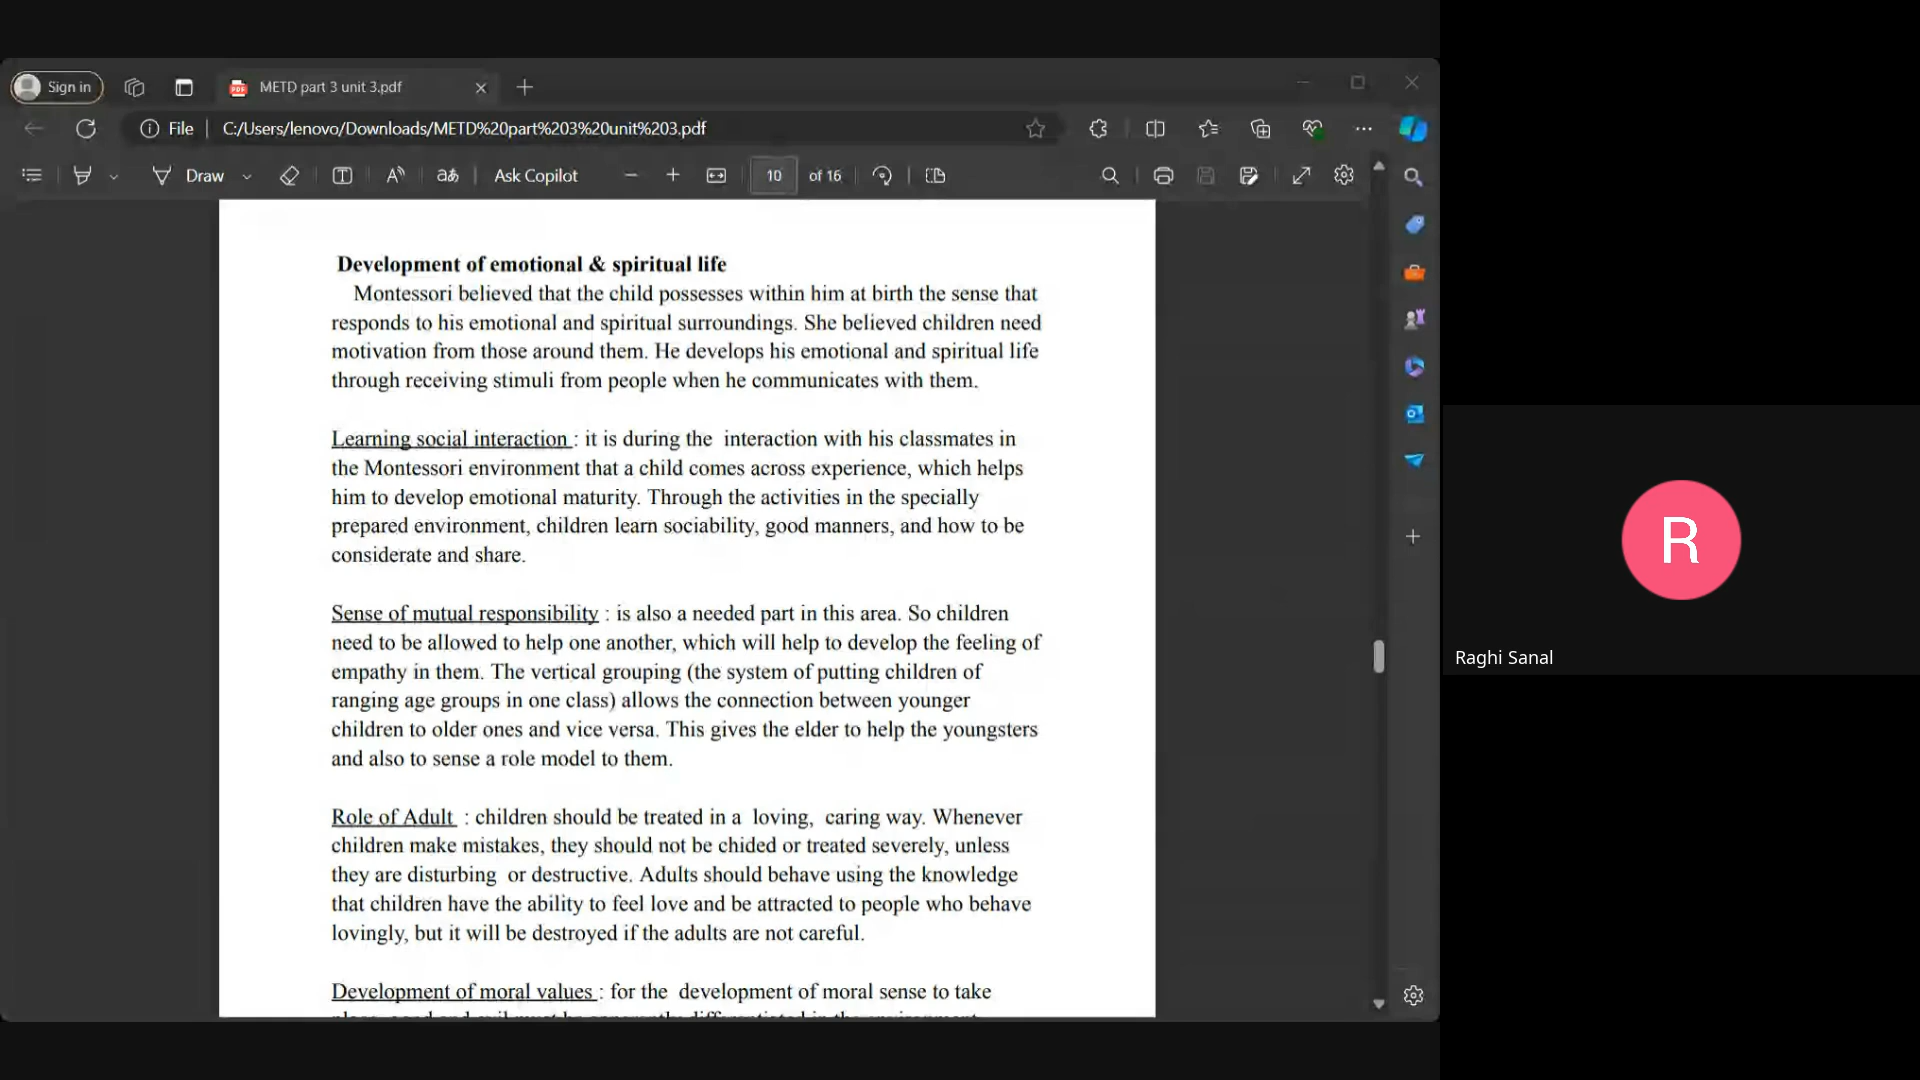 Sign in
METD part 3 unit 3.pdf
File
C:/Users/lenovo/Downloads/METD%20part%203%20unit%203.pdf
Draw
aあ
Ask Copilot
10 of 16
Development of emotional & spiritual life
Montessori believed that the child possesses within him at birth the sense that
responds to his emotional and spiritual surroundings. She believed children need
motivation from those around them. He develops his emotional and spiritual life
through receiving stimuli from people when he communicates with them.
Learning social interaction : it is during the interaction with his classmates in
the Montessori environment that a child comes across experience, which helps
him to develop emotional maturity. Through the activities in the specially
prepared environment, children learn sociability, good manners, and how to be
considerate and share.
Sense of mutual responsibility : is also a needed part in this area. So children
need to be allowed to help one another, which will help to develop the feeling of
empathy in them. The vertical grouping (the system of putting children of
ranging age groups in one class) allows the connection between younger
children to older ones and vice versa. This gives the elder to help the youngsters
and also to sense a role model to them.
Role of Adult : children should be treated in a loving, caring way. Whenever
children make mistakes, they should not be chided or treated severely, unless
they are disturbing or destructive. Adults should behave using the knowledge
that children have the ability to feel love and be attracted to people who behave
lovingly, but it will be destroyed if the adults are not careful.
Development of moral values : for the development of moral sense to take
R
Raghi Sanal